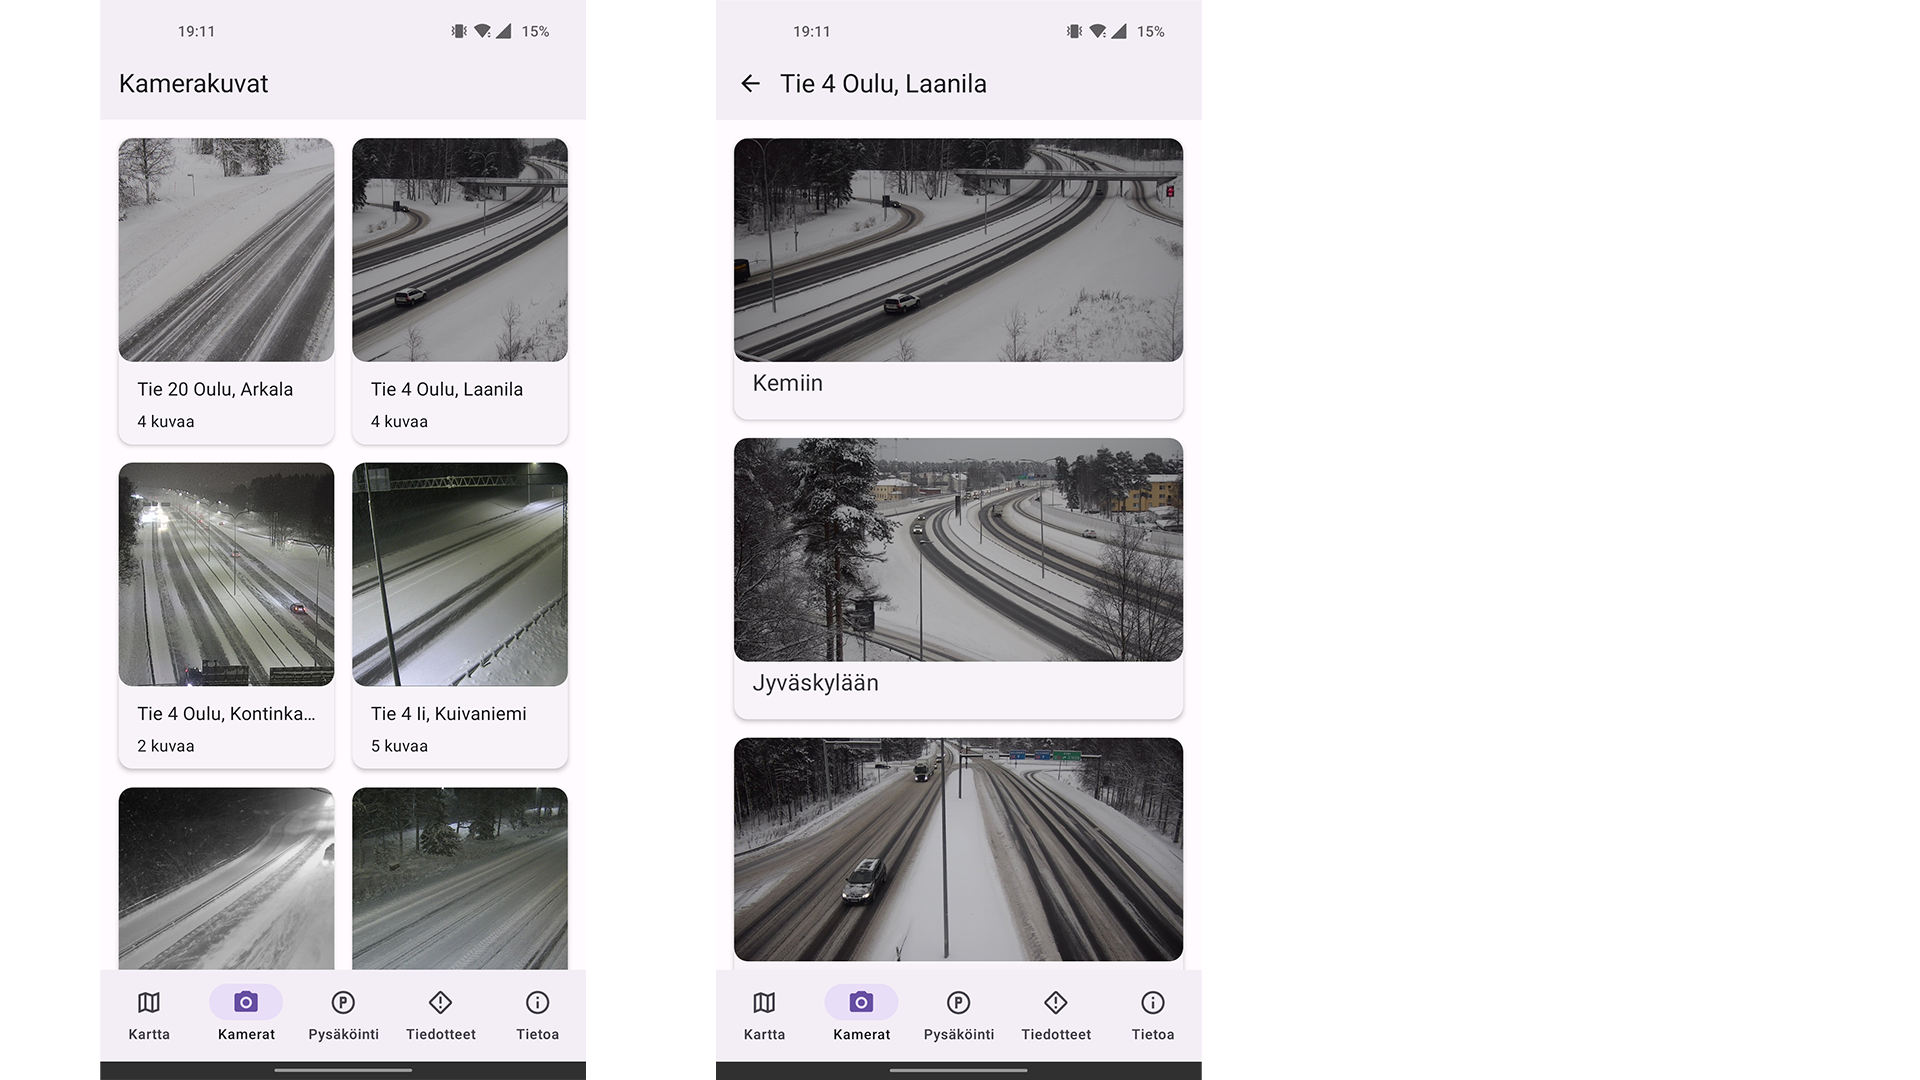 19:11
15%
Kamerakuvat
Tie 20 Oulu, Arkala
4 kuvaa
Tie 4 Oulu, Laanila
4 kuvaa
Tie 4 Oulu, Kontinka...
2 kuvaa
Tie 4 Ii, Kuivaniemi
5 kuvaa
Kartta
Kamerat
Pysäköinti
Tiedotteet
Tietoa
19:11
15%
Tie 4 Oulu, Laanila
Kemiin
Jyväskylään
Kartta
Kamerat
Pysäköinti
Tiedotteet
Tietoa